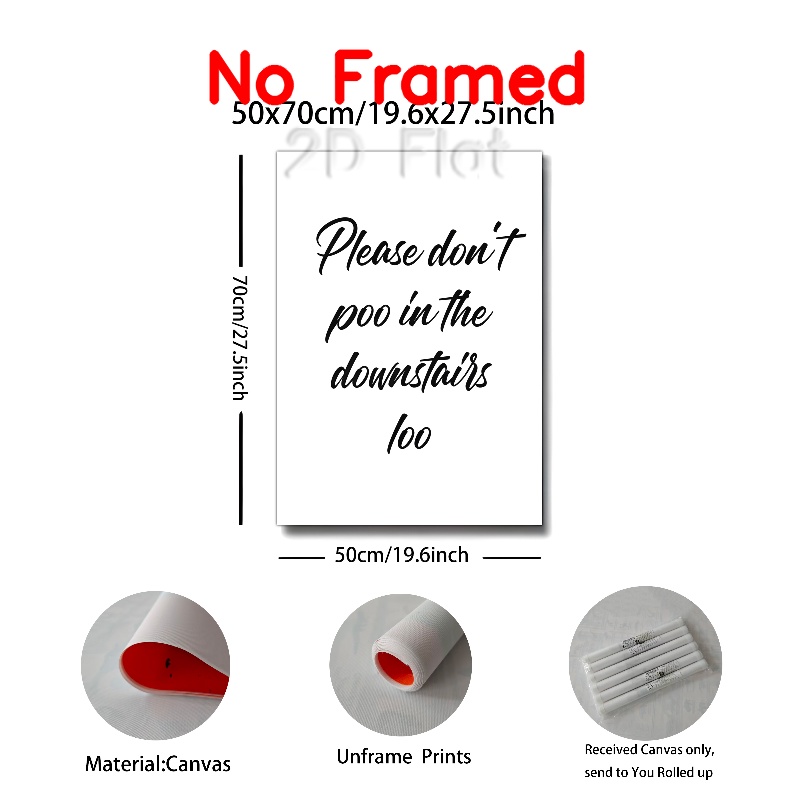 No Framed
50x70cm/19.6x27.5inch
2D Flat
Please don't
poo in the
downstairs
loo
70cm/27.5inch
50cm/19.6inch
Material:Canvas
Unframe Prints
Received Canvas only,
send to You Rolled up